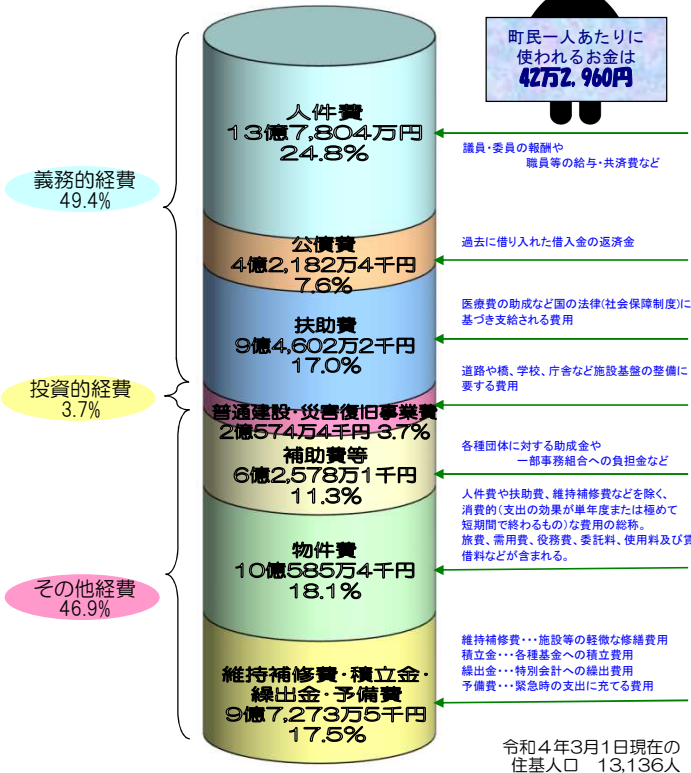 町民一人あたりに
使われるお金は
42万2,960円
義務的経費
49.4%
投資的経費
3.7%
その他経費
46.9%
人件費
13億7,804万円
24.8%
公債費
4億2,182万4千円
7.6%
扶助費
9億4,602万2千円
17.0%
普通建設・災害復旧事業費
2億574万4千円 3.7%
補助費等
6億2,578万1千円
11.3%
物件費
10億585万4千円
18.1%
維持補修費・積立金・
繰出金・予備費
9億7,273万5千円
17.5%
議員・委員の報酬や
職員等の給与・共済費など
過去に借り入れた借入金の返済金
医療費の助成など国の法律(社会保障制度)に
基づき支給される費用
道路や橋、学校、庁舎など施設基盤の整備に
要する費用
各種団体に対する助成金や
一部事務組合への負担金など
人件費や扶助費、維持補修費などを除く、
消費的(支出の効果が単年度または極めて
短期間で終わるもの)な費用の総称。
旅費、需用費、役務費、委託料、使用料及び賃
借料などが含まれる。
維持補修費・・・施設等の軽微な修繕費用
積立金・・・各種基金への積立費用
繰出金・・・特別会計への繰出費用
予備費・・・緊急時の支出に充てる費用
令和4年3月1日現在の
住基人口 13,136人